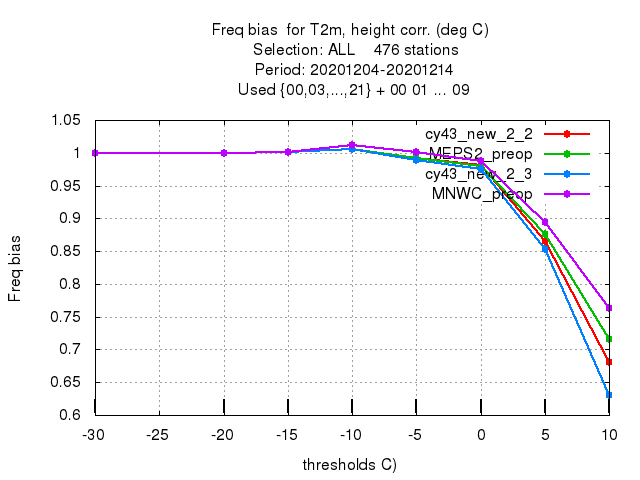 Freq bias  for T2m, height corr. (deg C)
Selection: ALL    476 stations
Period: 20201204-20201214
Used {00,03,...,21} + 00 01 ... 09
1.05
1
0.95
0.9
0.85
0.8
0.75
0.7
0.65
0.6
Freq bias
cy43_new_2_2
MEPS2_preop
cy43_new_2_3
MNWC_preop
-30 -25 -20 -15 -10 -5 0 5 10
thresholds C)